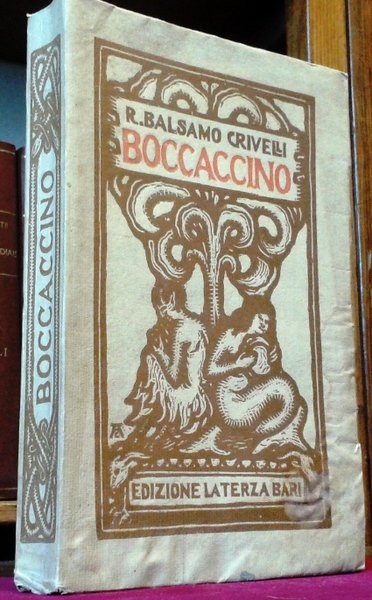 R. BALSAMO CRIVELLI
BOCCACCINO
EDIZIONE LATERZA BARI
BOCCACCINO